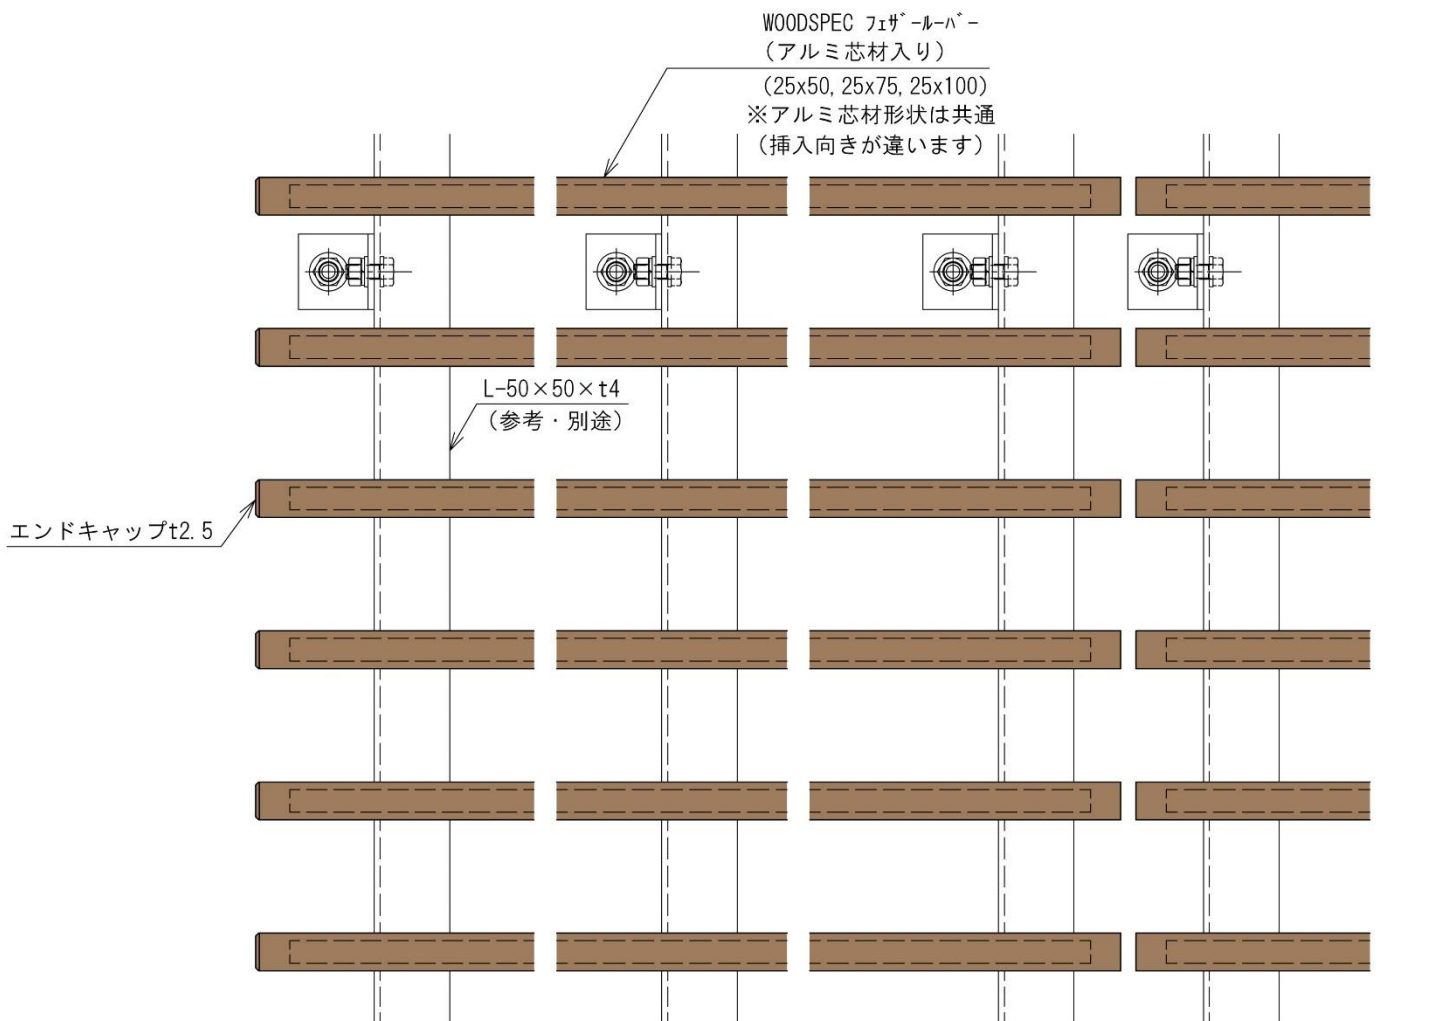 WOODSPEC ﾌｪｻﾞｰﾙｰﾊﾞｰ
（アルミ芯材入り）
(25x50, 25x75, 25x100)
※アルミ芯材形状は共通
（挿入向きが違います）
L-50×50×t4
（参考・別途）
エンドキャップt2.5